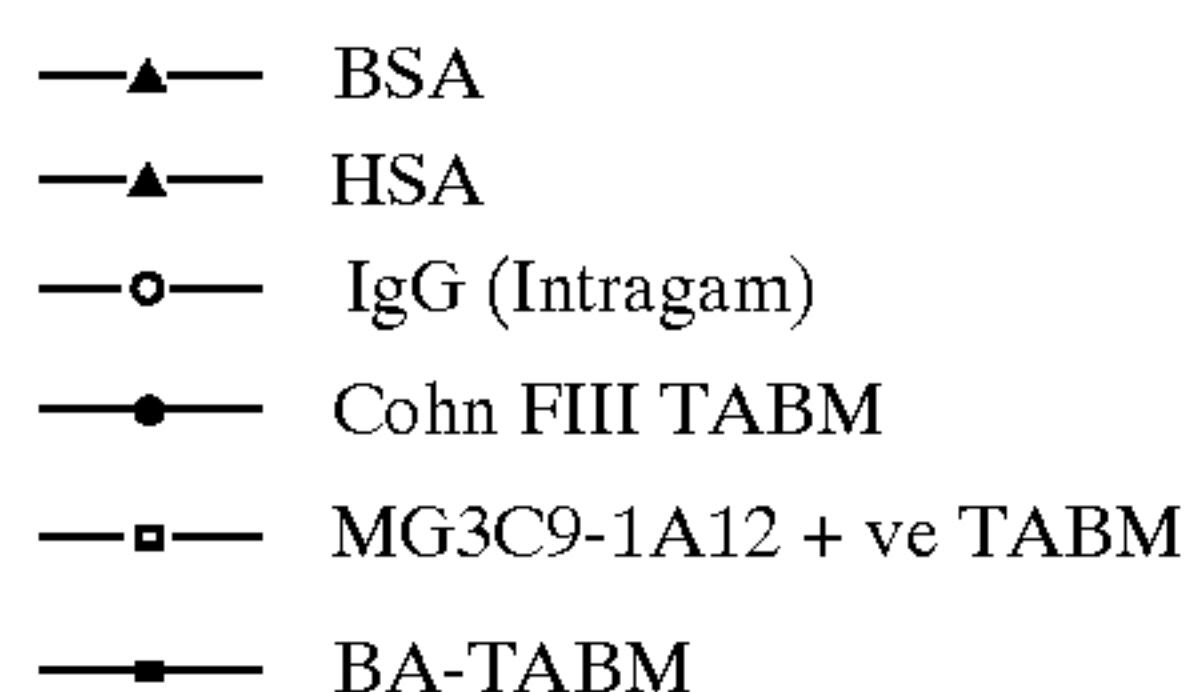 BSA
HSA
IgG (Intragam)
Cohn FIII TABM
MG3C9-1A12 + ve TABM
BA-TABM